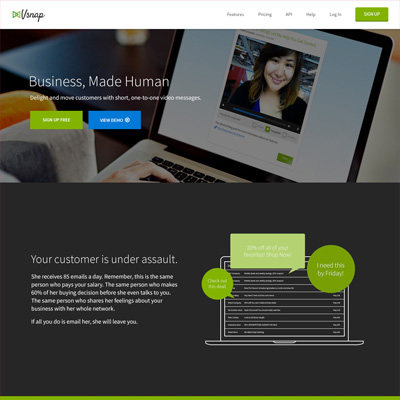 Vsnap
Features Pricing API Help Log In SIGN UP
Business, Made Human
Delight and move customers with short, one-to-one video messages.
SIGN UP FREE VIEW DEMO
Your customer is under assault.
She receives 85 emails a day. Remember, this is the same
person who pays your salary. The same person who makes
60% of her buying decision before she even talks to you.
The same person who shares her feelings about your
business with her whole network.
If all you do is email her, she will leave you.
20% off all of your
favorites! Shop Now!
I need this
by Friday!
Check out
this deal!